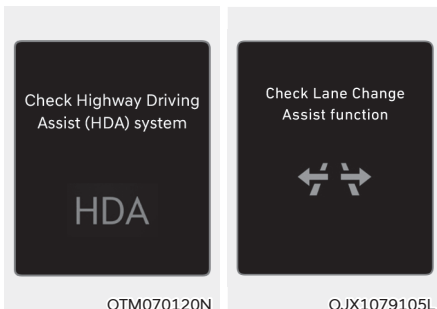 Check Highway Driving
Assist (HDA) system
HDA
OTM070120N
Check Lane Change
Assist function
OJX1079105L